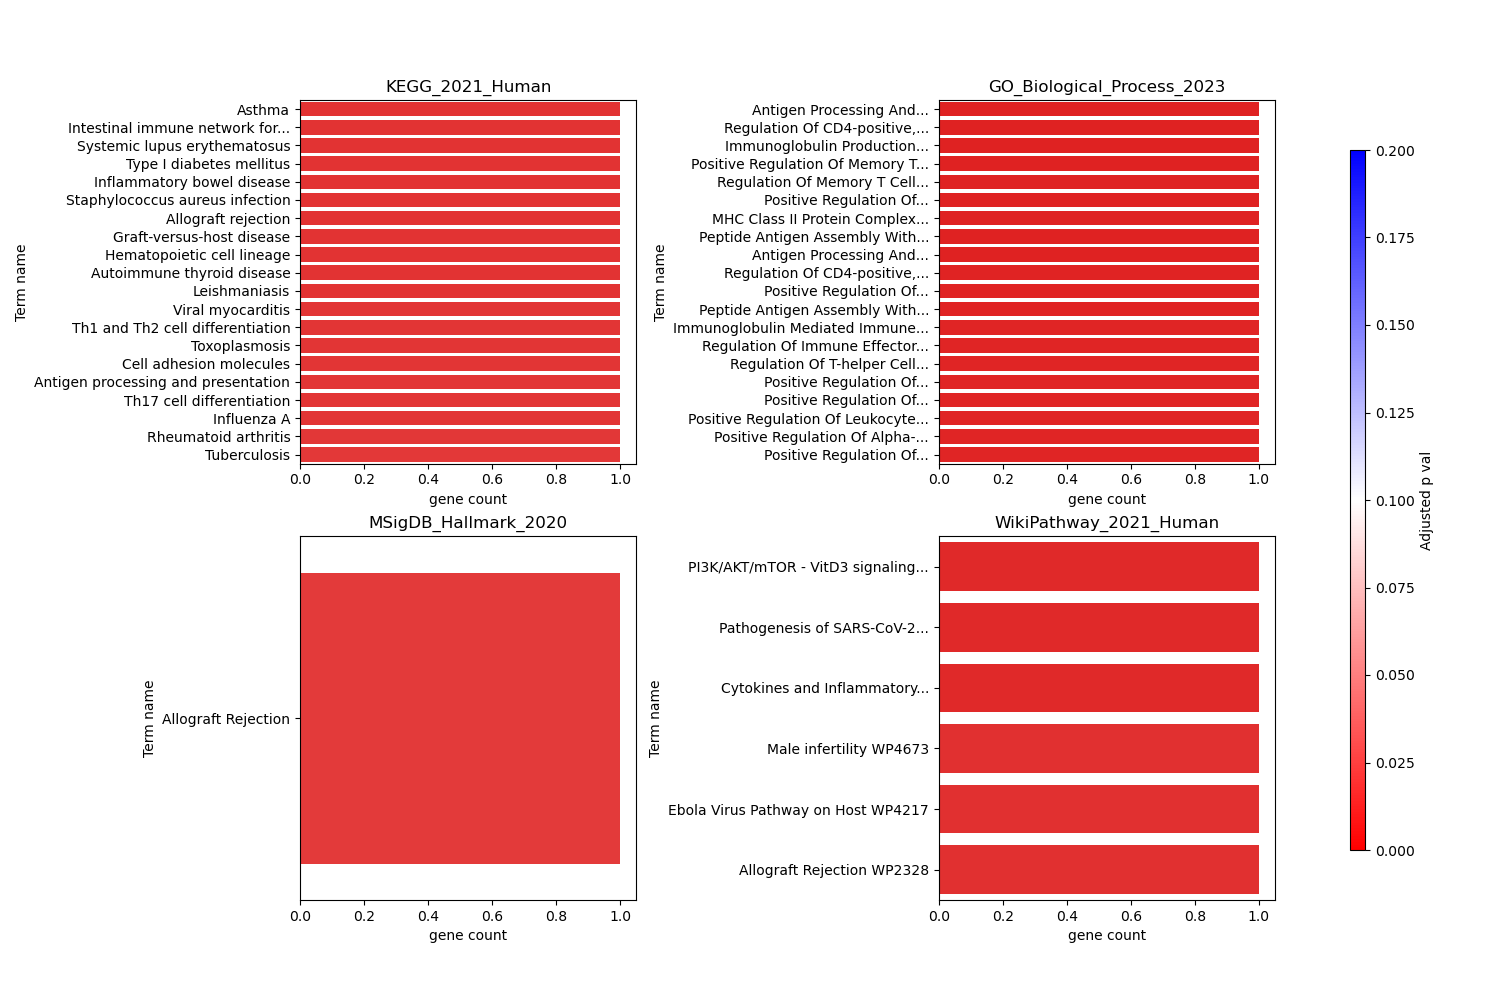 KEGG_2021_Human
Term name
Asthma
Intestinal immune network for...
Systemic lupus erythematosus
Type I diabetes mellitus
Inflammatory bowel disease
Staphylococcus aureus infection
Allograft rejection
Graft-versus-host disease
Hematopoietic cell lineage
Autoimmune thyroid disease
Leishmaniasis
Viral myocarditis
Th1 and Th2 cell differentiation
Toxoplasmosis
Cell adhesion molecules
Antigen processing and presentation
Th17 cell differentiation
Influenza A
Rheumatoid arthritis
Tuberculosis
0.0 0.2 0.4 0.6 0.8 1.0
gene count
GO_Biological_Process_2023
Term name
Antigen Processing And...
Regulation Of CD4-positive,...
Immunoglobulin Production...
Positive Regulation Of Memory T...
Regulation Of Memory T Cell...
Positive Regulation Of...
MHC Class II Protein Complex...
Peptide Antigen Assembly With...
Antigen Processing And...
Regulation Of CD4-positive,...
Positive Regulation Of...
Peptide Antigen Assembly With...
Immunoglobulin Mediated Immune...
Regulation Of Immune Effector...
Regulation Of T-helper Cell...
Positive Regulation Of...
Positive Regulation Of...
Positive Regulation Of Leukocyte...
Positive Regulation Of Alpha-...
Positive Regulation Of...
0.0 0.2 0.4 0.6 0.8 1.0
gene count
MSigDB_Hallmark_2020
Term name
Allograft Rejection
0.0 0.2 0.4 0.6 0.8 1.0
gene count
WikiPathway_2021_Human
Term name
PI3K/AKT/mTOR - VitD3 signaling...
Pathogenesis of SARS-CoV-2...
Cytokines and Inflammatory...
Male infertility WP4673
Ebola Virus Pathway on Host WP4217
Allograft Rejection WP2328
0.0 0.2 0.4 0.6 0.8 1.0
gene count
0.200
0.175
0.150
0.125
0.100
0.075
0.050
0.025
0.000
Adjusted p val